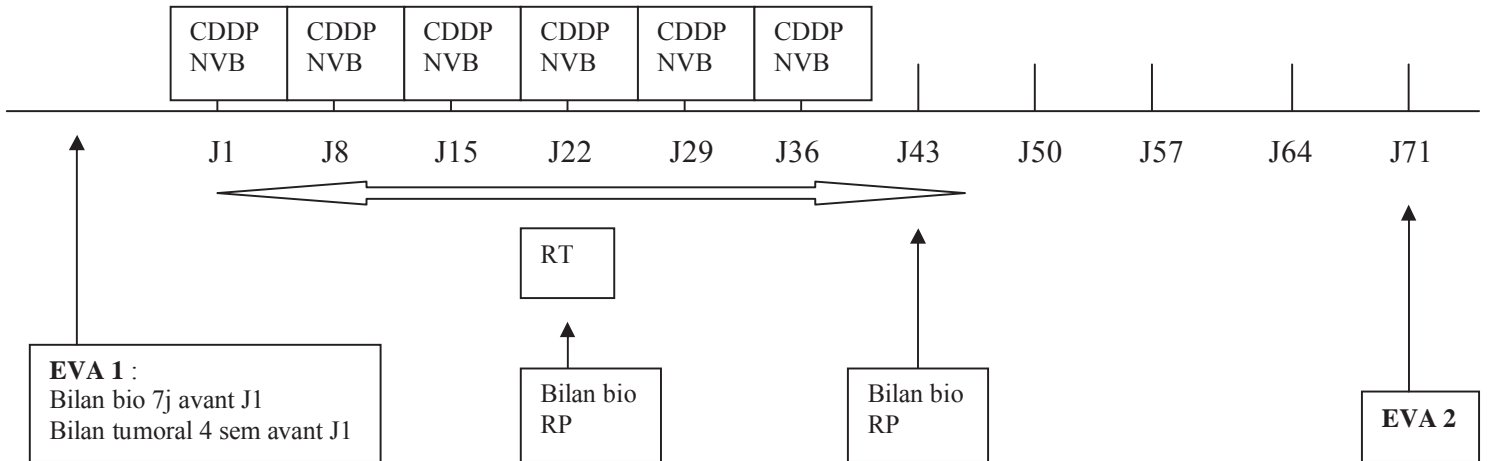 CDDP CDDP CDDP CDDP CDDP CDDP
NVB NVB NVB NVB NVB NVB
J1 J8 J15 J22 J29 J36 J43 J50 J57 J64 J71
RT
EVA 1 :
Bilan bio 7j avant J1
Bilan tumoral 4 sem avant J1
Bilan bio
RP
Bilan bio
RP
EVA 2